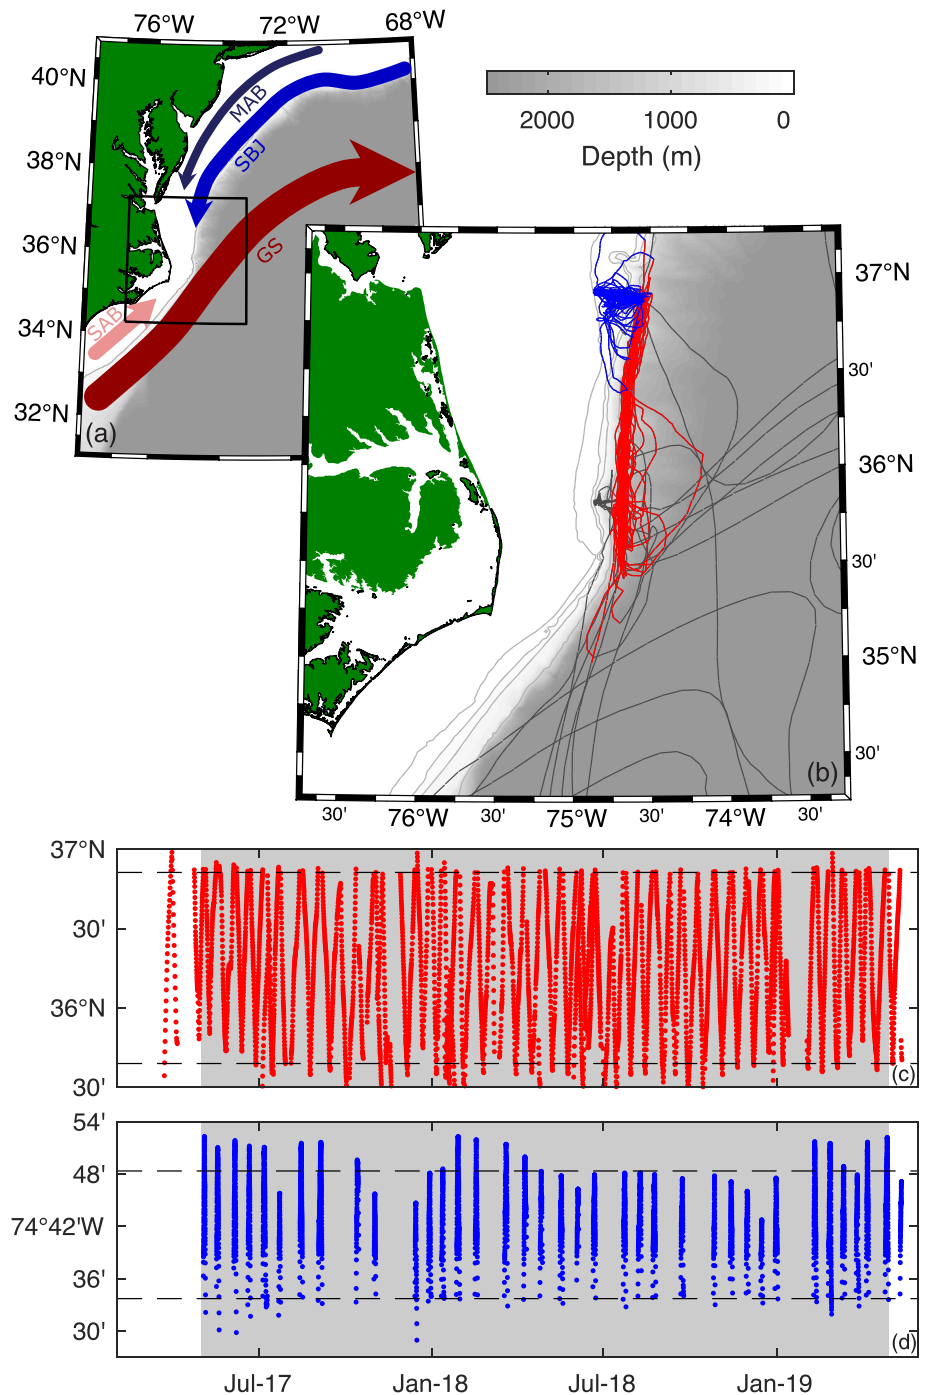 76°W 72°W 68°W
40°N
38°N
36°N
34°N
32°N
MAB
SBJ
GS
SAB
(a)
2000 1000 0
Depth (m)
37°N
30'
36°N
30'
35°N
30'
(b)
30' 76°W 30' 75°W 30' 74°W 30'
37°N
30'
36°N
30'
(c)
54'
48'
74°42'W
36'
30'
(d)
Jul-17 Jan-18 Jul-18 Jan-19